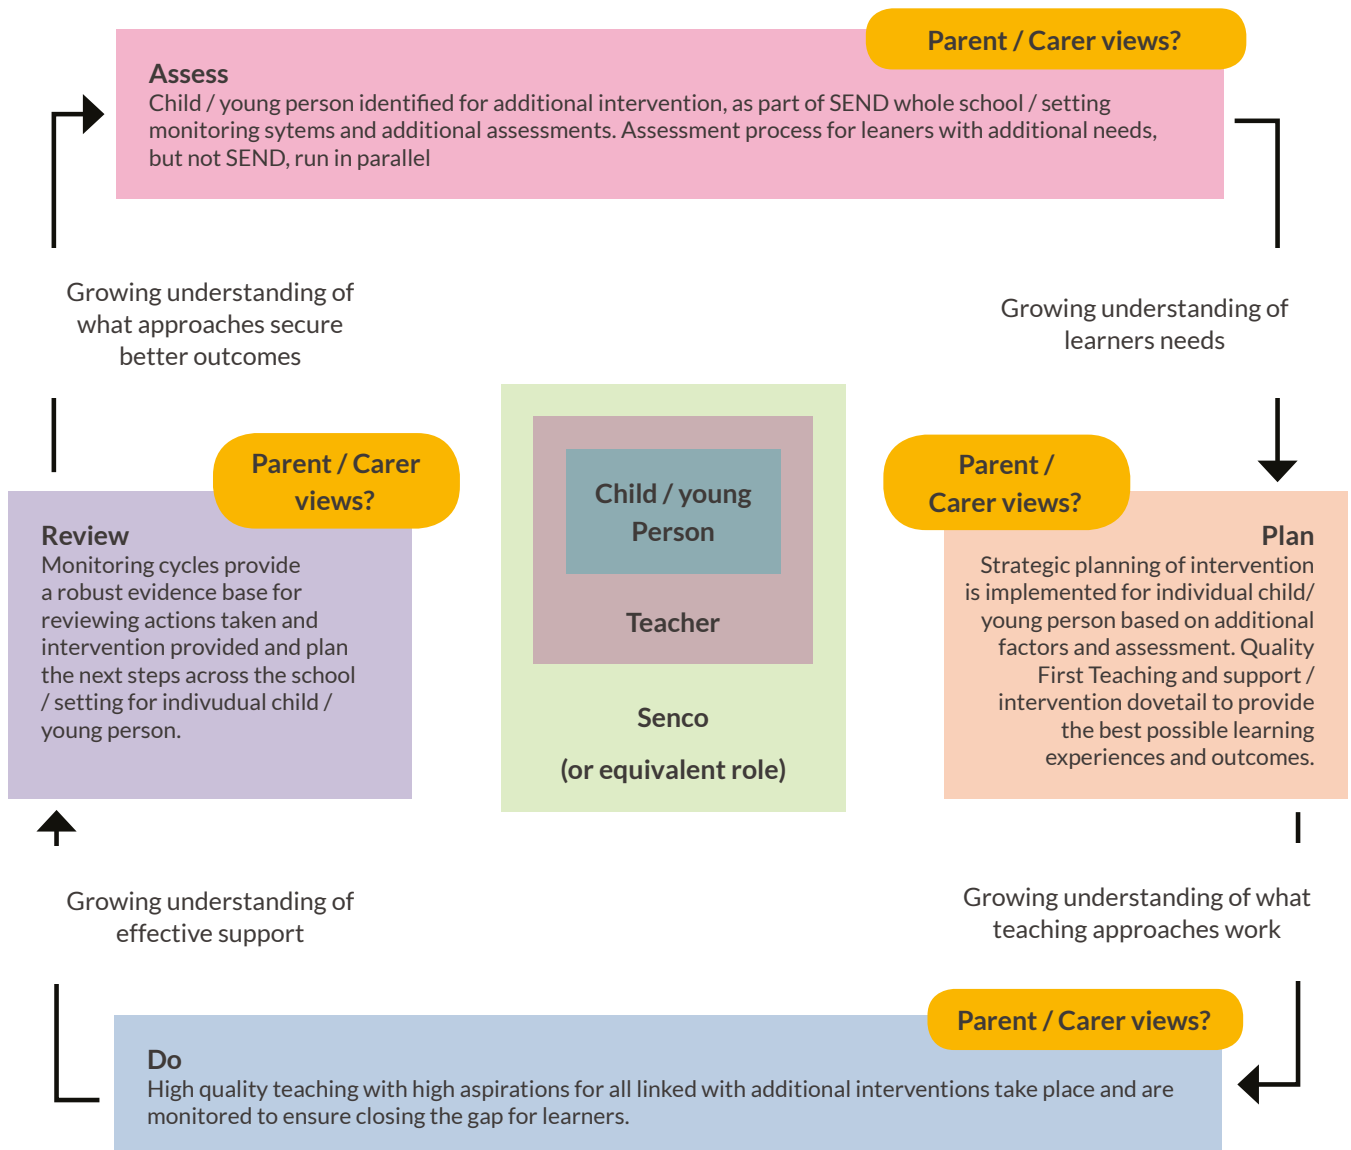 Parent / Carer views?
Assess
Child / young person identified for additional intervention, as part of SEND whole school / setting
monitoring sytems and additional assessments. Assessment process for leaners with additional needs,
but not SEND, run in parallel
Growing understanding of
what approaches secure
better outcomes
Growing understanding of
learners needs
Parent / Carer
views?
Review
Monitoring cycles provide
a robust evidence base for
reviewing actions taken and
intervention provided and plan
the next steps across the school
/ setting for indivudual child /
young person.
Child / young
Person
Teacher
Senco
(or equivalent role)
Parent /
Carer views?
Plan
Strategic planning of intervention
is implemented for individual child/
young person based on additional
factors and assessment. Quality
First Teaching and support /
intervention dovetail to provide
the best possible learning
experiences and outcomes.
Growing understanding of
effective support
Growing understanding of what
teaching approaches work
Parent / Carer views?
Do
High quality teaching with high aspirations for all linked with additional interventions take place and are
monitored to ensure closing the gap for learners.